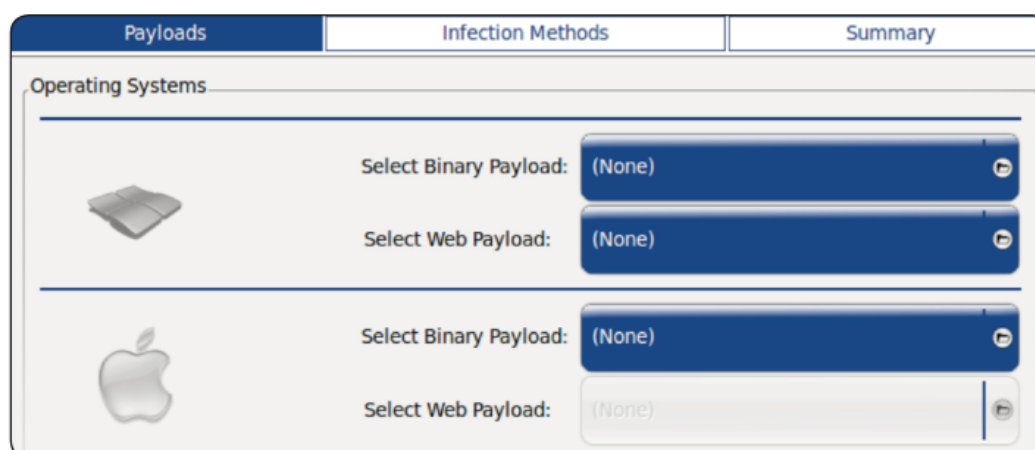 Payloads Infection Methods Summary
Operating Systems
Select Binary Payload: (None)
Select Web Payload: (None)
Select Binary Payload: (None)
Select Web Payload: (None)